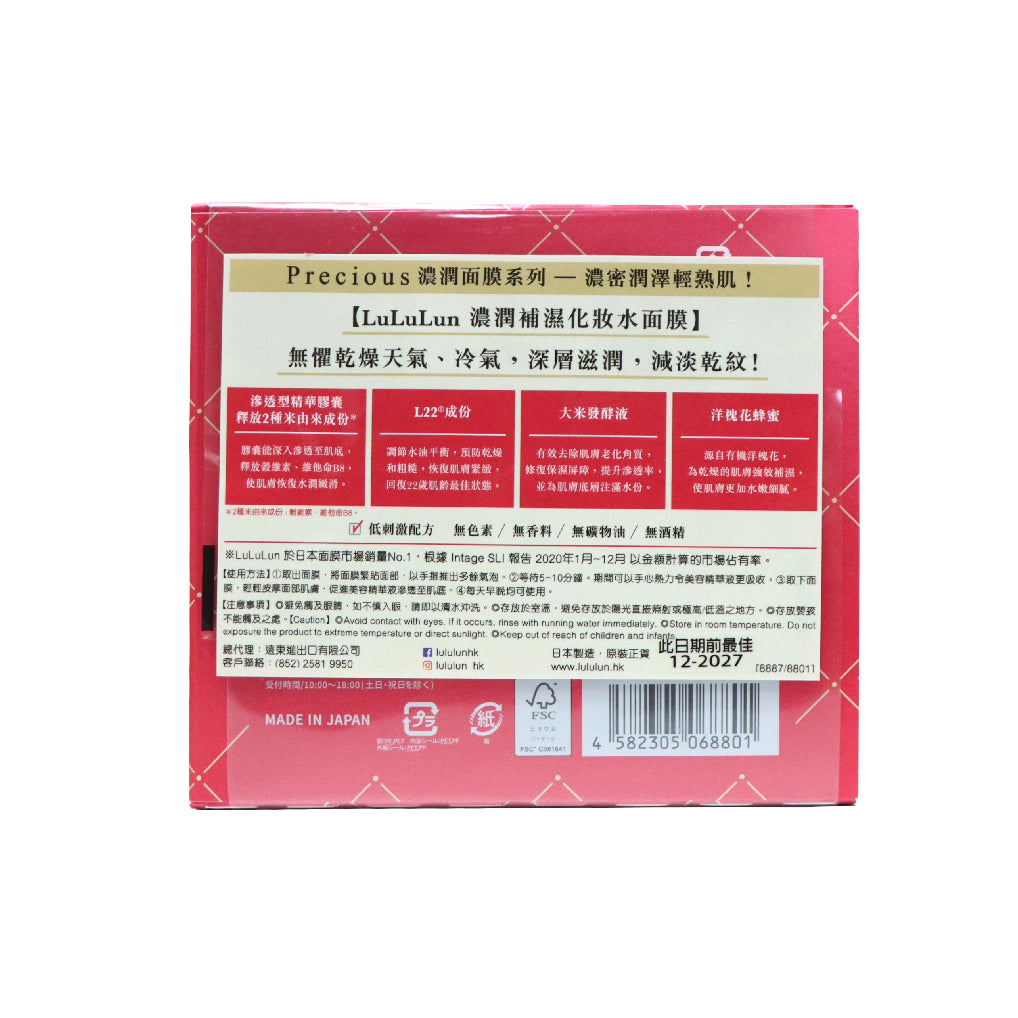 Precious 濃潤面膜系列 — 濃密潤澤輕熟肌！
【LuLuLun 濃潤補濕化妝水面膜】
無懼乾燥天氣、冷氣，深層滋潤，減淡乾紋！
滲透型精華膠囊
釋放2種米由來成份*
膠囊能深入滲透至肌底，
釋放穀維素、維他命B8，
使肌膚恢復水潤嫩滑。
L22®成份
調節水油平衡，預防乾燥
和粗糙，恢復肌膚緊緻，
回復22歲肌齡最佳狀態。
大米發酵液
有效去除肌膚老化角質，
修復保濕屏障，提升滲透率，
並為肌膚底層注滿水份。
洋槐花蜂蜜
源自有機洋槐花，
為乾燥的肌膚強效補濕，
使肌膚更加水嫩細膩。
*2種米由來成份：穀維素、維他命B8。
低刺激配方 無色素 / 無香料 / 無礦物油 / 無酒精
※LuLuLun 於日本面膜市場銷量No.1，根據 Intage SLI 報告 2020年1月~12月 以金額計算的市場佔有率。
【使用方法】①取出面膜，將面膜緊貼面部，以手指推出多餘氣泡。②等待5~10分鐘。期間可以手心熱力令美容精華液更吸收。③取下面
膜，輕輕按摩面部肌膚，促進美容精華液滲透至肌底。④每天早晚均可使用。
【注意事項】◎避免觸及眼睛，如不慎入眼，請即以清水沖洗。◎存放於室溫，避免存放於陽光直接照射或極高/低溫之地方。◎存放嬰孩
不能觸及之處。【Caution】◎Avoid contact with eyes. If it occurs, rinse with running water immediately. ◎Store in room temperature. Do not
exposure the product to extreme temperature or direct sunlight. ◎Keep out of reach of children and infants.
總代理：遠東進出口有限公司
客戶聯絡：(852) 2581 9950
lululunhk
lululun_hk
日本製造，原裝正貨
www.lululun.hk
此日期前最佳
12-2027
[8887/8801]
受付時間/10:00～18:00(土日・祝日を除く)
MADE IN JAPAN
プラ
紙
FSC
ミックス
パッケージ
FSC® C081641
4 582305 068801